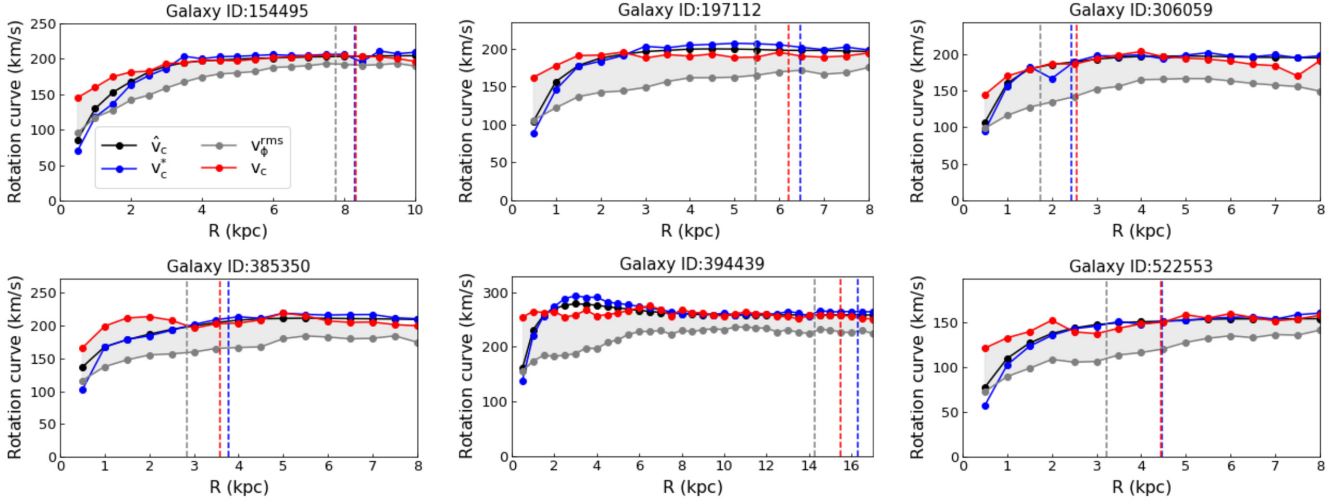 Galaxy ID:154495
Rotation curve (km/s)
250
200
150
100
50
0
v̂_c
v_c^*
v_ϕ^rms
v_c
0 2 4 6 8 10
R (kpc)
Galaxy ID:197112
Rotation curve (km/s)
200
150
100
50
0
0 1 2 3 4 5 6 7 8
R (kpc)
Galaxy ID:306059
Rotation curve (km/s)
200
150
100
50
0
0 1 2 3 4 5 6 7 8
R (kpc)
Galaxy ID:385350
Rotation curve (km/s)
250
200
150
100
50
0
0 1 2 3 4 5 6 7 8
R (kpc)
Galaxy ID:394439
Rotation curve (km/s)
300
200
100
0
0 2 4 6 8 10 12 14 16
R (kpc)
Galaxy ID:522553
Rotation curve (km/s)
150
100
50
0
0 1 2 3 4 5 6 7 8
R (kpc)